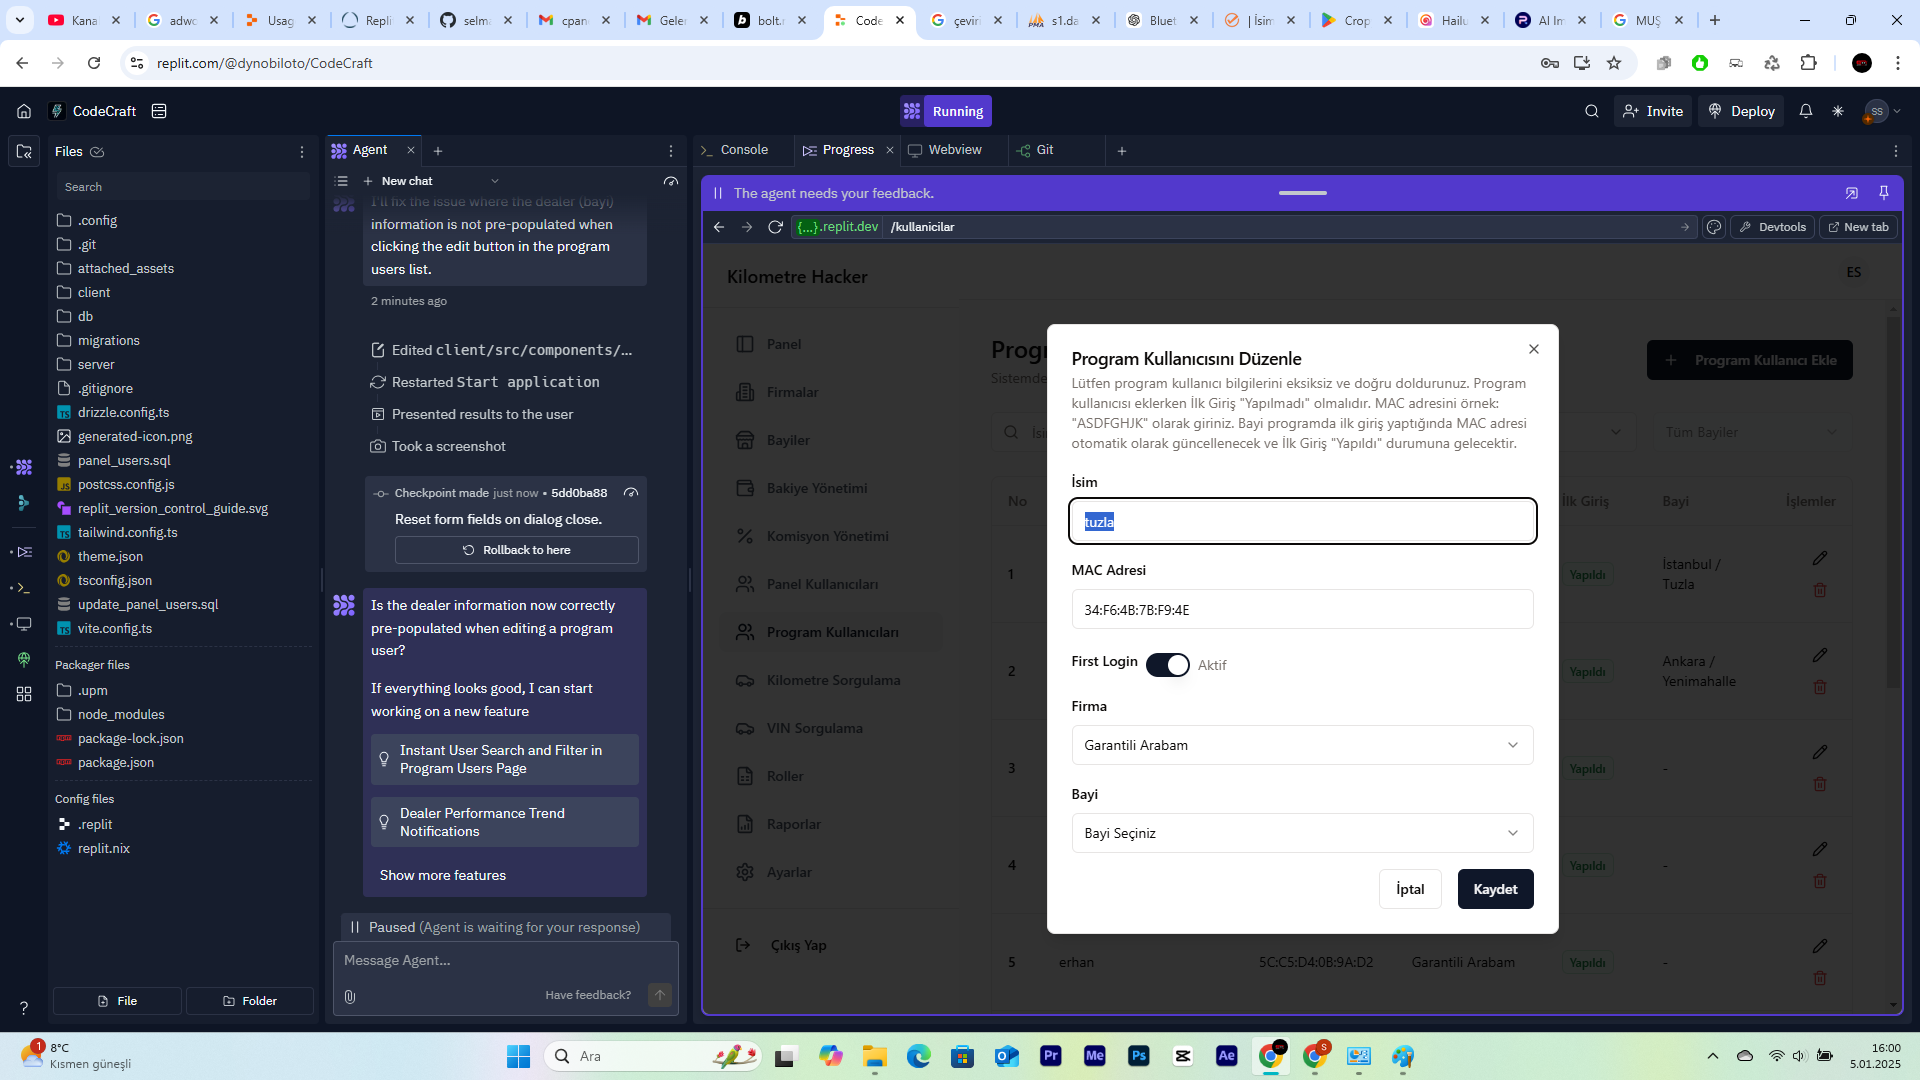 Kana
adwo
Usag
Repli
selma
cpan
Gele
bolt.r
Code
çeviri
s1.da
Bluet
| İsim
Crop
Hailu
AI Im
MUŞ
replit.com/@dynobiloto/CodeCraft
CodeCraft
Running
Invite
Deploy
SS
Files
Search
.config
.git
attached_assets
client
db
migrations
server
.gitignore
drizzle.config.ts
generated-icon.png
panel_users.sql
postcss.config.js
replit_version_control_guide.svg
tailwind.config.ts
theme.json
tsconfig.json
update_panel_users.sql
vite.config.ts
Packager files
.upm
node_modules
package-lock.json
package.json
Config files
.replit
replit.nix
File
Folder
Agent
New chat
I'll fix the issue where the dealer (bayi)
information is not pre-populated when
clicking the edit button in the program
users list.
2 minutes ago
Edited client/src/components/…
Restarted Start application
Presented results to the user
Took a screenshot
Checkpoint made just now • 5dd0ba88
Reset form fields on dialog close.
Rollback to here
Is the dealer information now correctly
pre-populated when editing a program
user?
If everything looks good, I can start
working on a new feature
Instant User Search and Filter in
Program Users Page
Dealer Performance Trend
Notifications
Show more features
Paused (Agent is waiting for your response)
Message Agent...
Have feedback?
Console
Progress
Webview
Git
The agent needs your feedback.
{...}.replit.dev
/kullanicilar
Devtools
New tab
Kilometre Hacker
ES
Panel
Firmalar
Bayiler
Bakiye Yönetimi
Komisyon Yönetimi
Panel Kullanıcıları
Program Kullanıcıları
Kilometre Sorgulama
VIN Sorgulama
Roller
Raporlar
Ayarlar
Çıkış Yap
Progr
Sistemde
Program Kullanıcı Ekle
İsi
Tüm Bayiler
No
İlk Giriş
Bayi
İşlemler
1
Yapıldı
İstanbul /
Tuzla
2
Yapıldı
Ankara /
Yenimahalle
3
Yapıldı
-
4
Yapıldı
-
5
erhan
5C:C5:D4:0B:9A:D2
Garantili Arabam
Yapıldı
-
Program Kullanıcısını Düzenle
Lütfen program kullanıcı bilgilerini eksiksiz ve doğru doldurunuz. Program
kullanıcısı eklerken İlk Giriş "Yapılmadı" olmalıdır. MAC adresini örnek:
"ASDFGHJK" olarak giriniz. Bayi programda ilk giriş yaptığında MAC adresi
otomatik olarak güncellenecek ve İlk Giriş "Yapıldı" durumuna gelecektir.
İsim
tuzla
MAC Adresi
34:F6:4B:7B:F9:4E
First Login
Aktif
Firma
Garantili Arabam
Bayi
Bayi Seçiniz
İptal
Kaydet
1
8°C
Kısmen güneşli
Ara
Pr
Me
Ps
Ae
S
16:00
5.01.2025